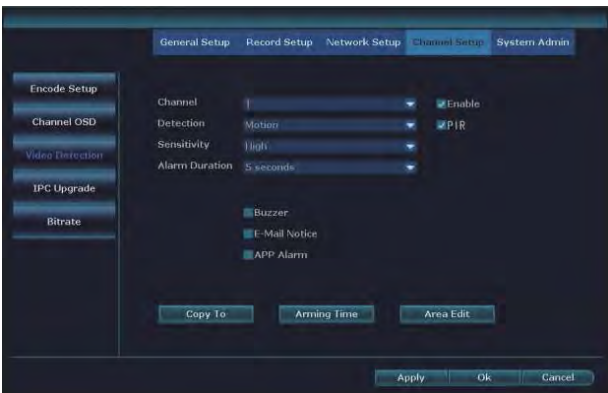 General Setup Record Setup Network Setup Channel Setup System Admin
Encode Setup
Channel OSD
Video Detection
IPC Upgrade
Bitrate
Channel 1 Enable
Detection Motion PIR
Sensitivity High
Alarm Duration 5 seconds
Buzzer
E-Mail Notice
APP Alarm
Copy To Arming Time Area Edit
Apply Ok Cancel